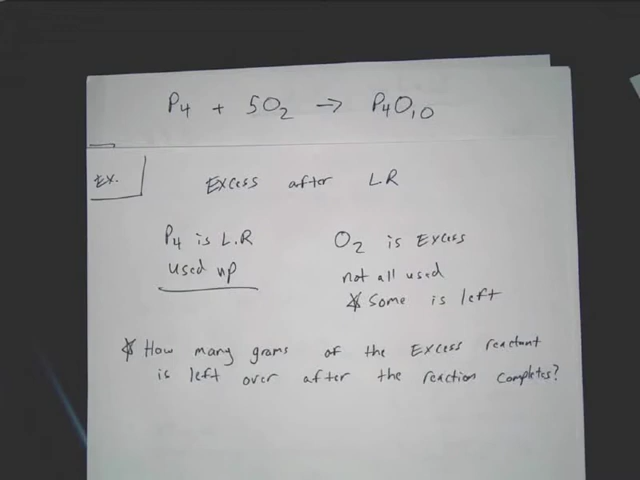 P4 + 5O2 → P4O10
Ex.
Excess after LR
P4 is L.R
used up
O2 is Excess
not all used
☆ Some is left
☆ How many grams of the Excess reactant
is left over after the reaction completes?